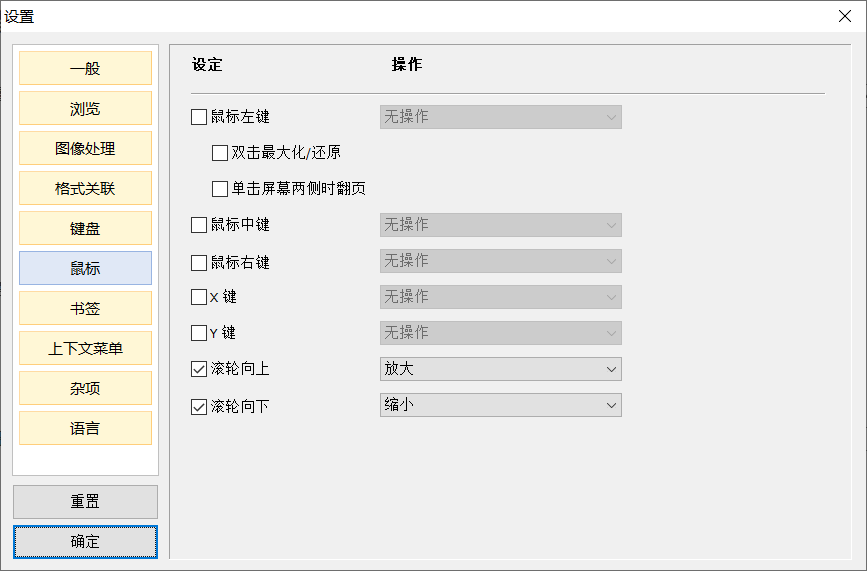 设置
一般
浏览
图像处理
格式关联
键盘
鼠标
书签
上下文菜单
杂项
语言
重置
确定
设定 操作
鼠标左键 无操作
双击最大化/还原
单击屏幕两侧时翻页
鼠标中键 无操作
鼠标右键 无操作
X 键 无操作
Y 键 无操作
滚轮向上 放大
滚轮向下 缩小